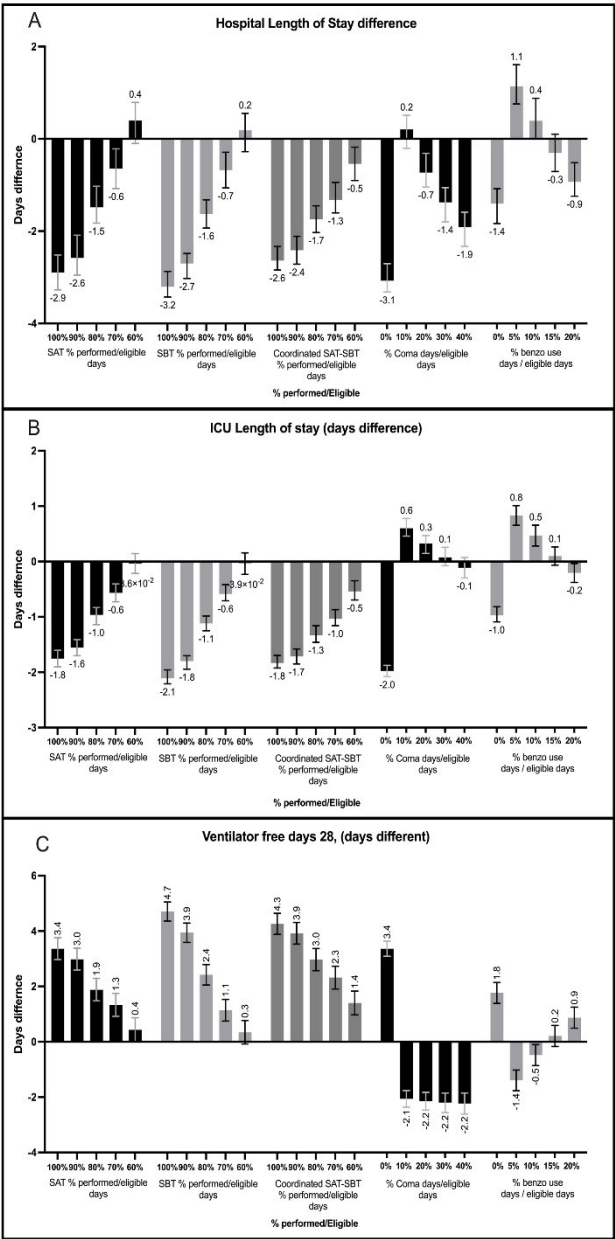 A
Hospital Length of Stay difference
Days differnce
4
2
0
-2
-4
-2.9
-2.6
-1.5
-0.6
0.4
-3.2
-2.7
-1.6
-0.7
0.2
-2.6
-2.4
-1.7
-1.3
-0.5
-3.1
0.2
-0.7
-1.4
-1.9
-1.4
1.1
0.4
-0.3
-0.9
100% 90% 80% 70% 60%
100% 90% 80% 70% 60%
100% 90% 80% 70% 60%
0% 10% 20% 30% 40%
0% 5% 10% 15% 20%
SAT % performed/eligible
days
SBT % performed/eligible
days
Coordinated SAT-SBT
% performed/eligible
days
% Coma days/eligible
days
% benzo use
days / eligible days
% performed/Eligible
B
ICU Length of stay (days difference)
Days differnce
2
1
0
-1
-2
-3
-1.8
-1.6
-1.0
-0.6
3.6×10-2
-2.1
-1.8
-1.1
-0.6
3.9×10-2
-1.8
-1.7
-1.3
-1.0
-0.5
-2.0
0.6
0.3
0.1
-0.1
-1.0
0.8
0.5
0.1
-0.2
100% 90% 80% 70% 60%
100% 90% 80% 70% 60%
100% 90% 80% 70% 60%
0% 10% 20% 30% 40%
0% 5% 10% 15% 20%
SAT % performed/eligible
days
SBT % performed/eligible
days
Coordinated SAT-SBT
% performed/eligible
days
% Coma days/eligible
days
% benzo use
days / eligible days
% performed/Eligible
C
Ventilator free days 28, (days different)
Days differnce
6
4
2
0
-2
-4
3.4
3.0
1.9
1.3
0.4
4.7
3.9
2.4
1.1
0.3
4.3
3.9
3.0
2.3
1.4
3.4
-2.1
-2.2
-2.2
-2.2
1.8
-1.4
-0.5
0.2
0.9
100% 90% 80% 70% 60%
100% 90% 80% 70% 60%
100% 90% 80% 70% 60%
0% 10% 20% 30% 40%
0% 5% 10% 15% 20%
SAT % performed/eligible
days
SBT % performed/eligible
days
Coordinated SAT-SBT
% performed/eligible
days
% Coma days/eligible
days
% benzo use
days / eligible days
% performed/Eligible